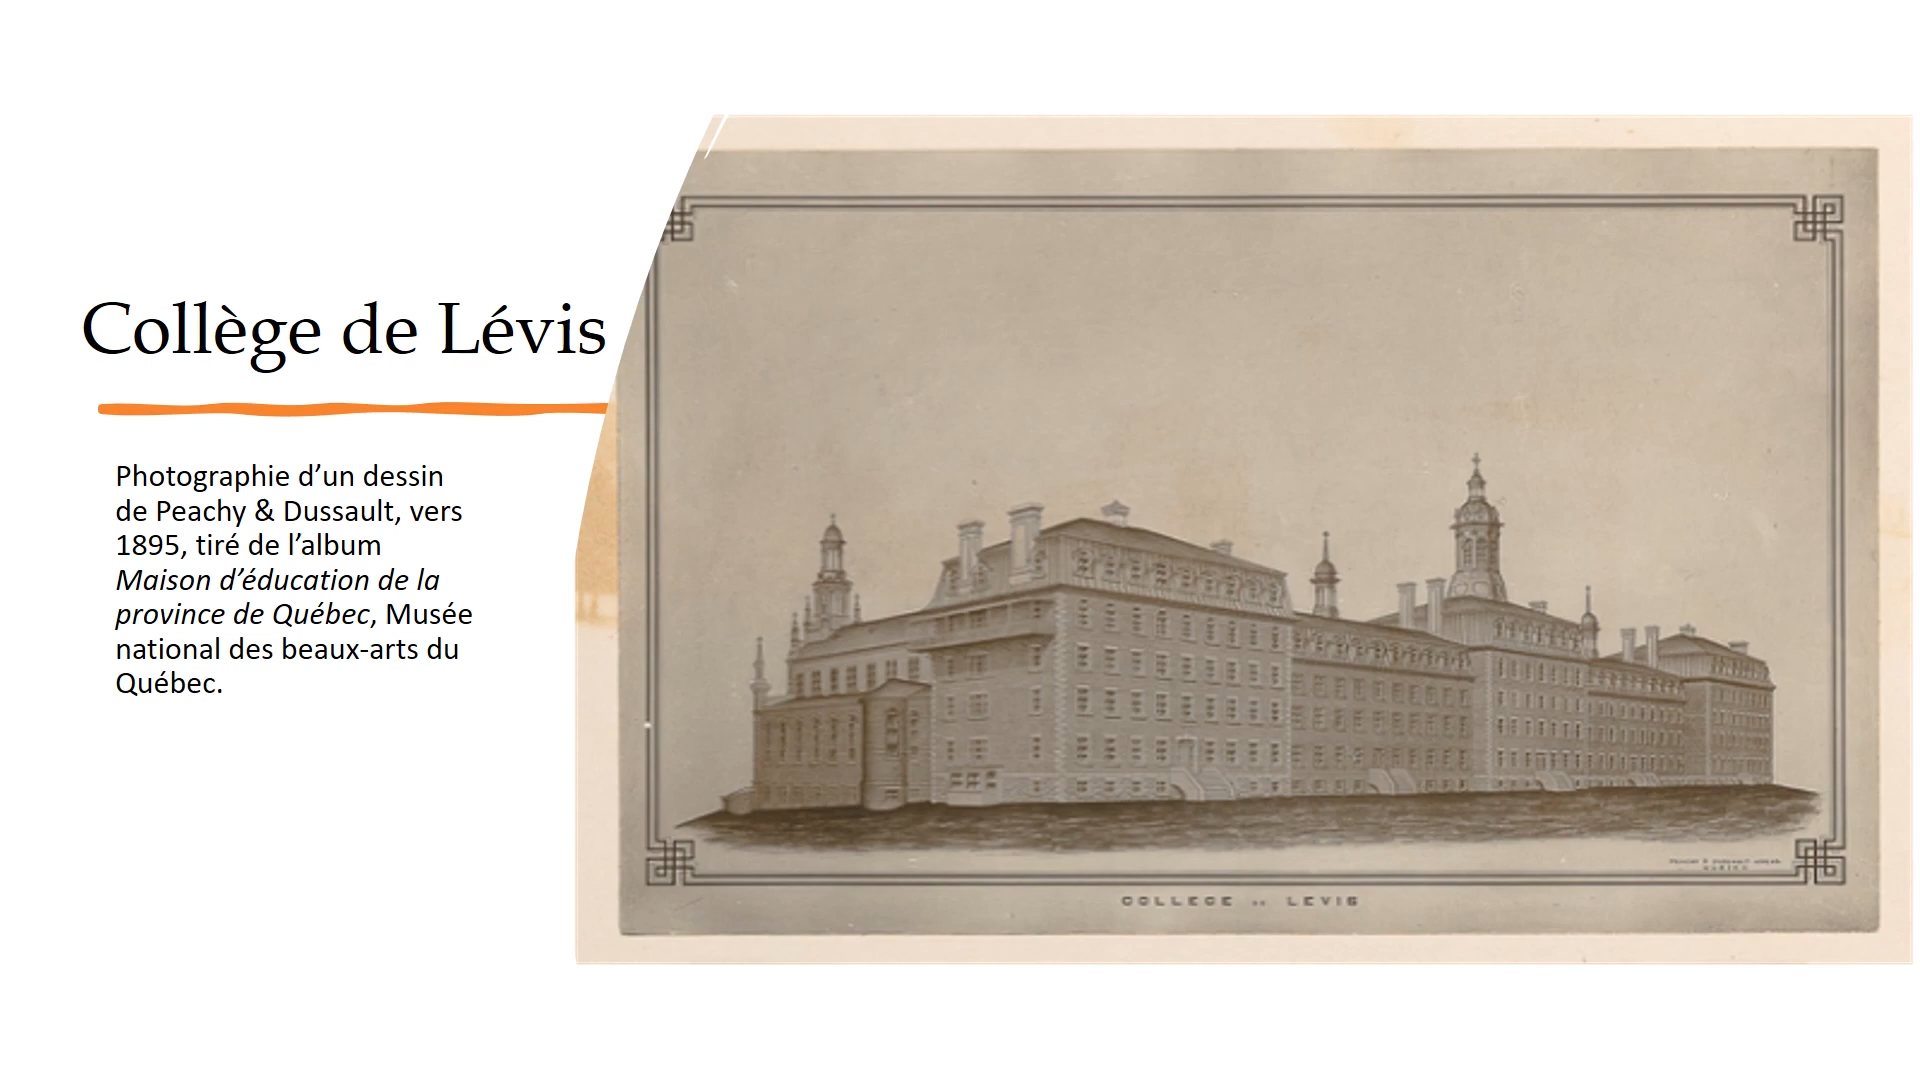 Collège de Lévis
Photographie d’un dessin
de Peachy & Dussault, vers
1895, tiré de l’album
Maison d’éducation de la
province de Québec, Musée
national des beaux-arts du
Québec.
COLLEGE DE LEVIS